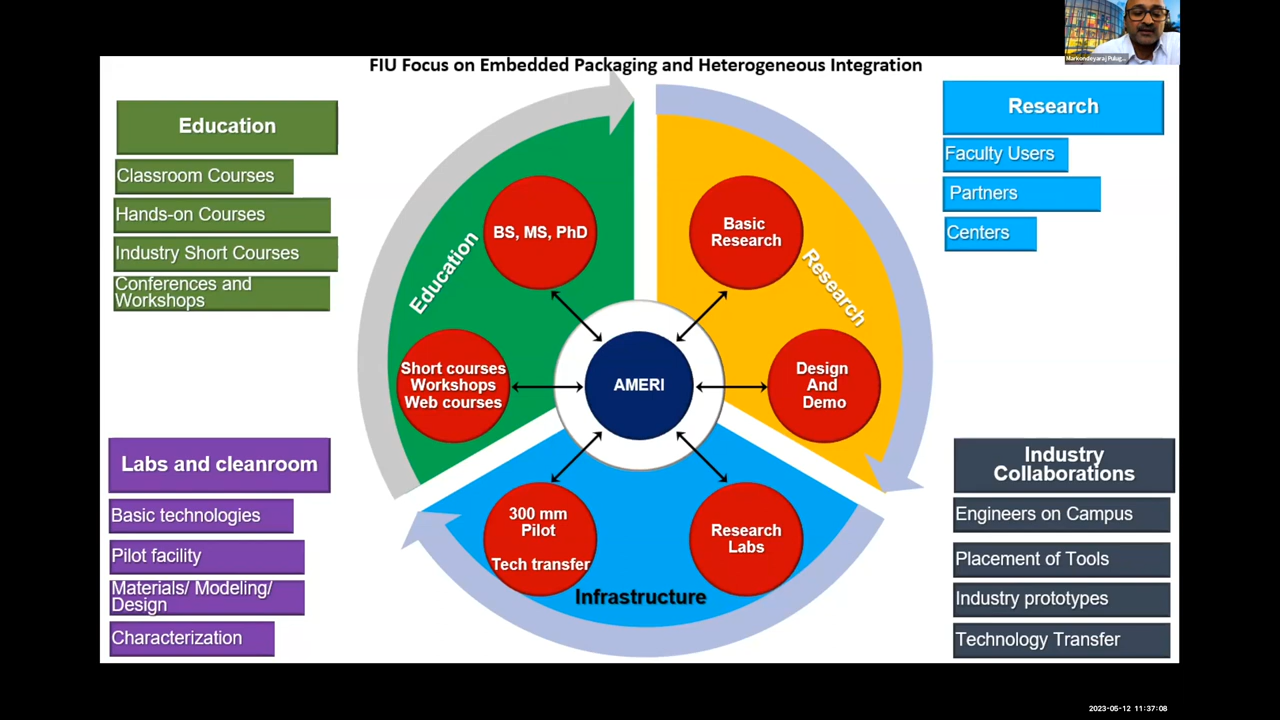 FIU Focus on Embedded Packaging and Heterogeneous Integration
Markondeyaraj Pulug...
Education
Classroom Courses
Hands-on Courses
Industry Short Courses
Conferences and
Workshops
Research
Faculty Users
Partners
Centers
Education
BS, MS, PhD
Short courses
Workshops
Web courses
Basic
Research
Research
Design
And
Demo
AMERI
300 mm
Pilot
Tech transfer
Research
Labs
Infrastructure
Labs and cleanroom
Basic technologies
Pilot facility
Materials/ Modeling/
Design
Characterization
Industry
Collaborations
Engineers on Campus
Placement of Tools
Industry prototypes
Technology Transfer
2023-05-12 11:37:08